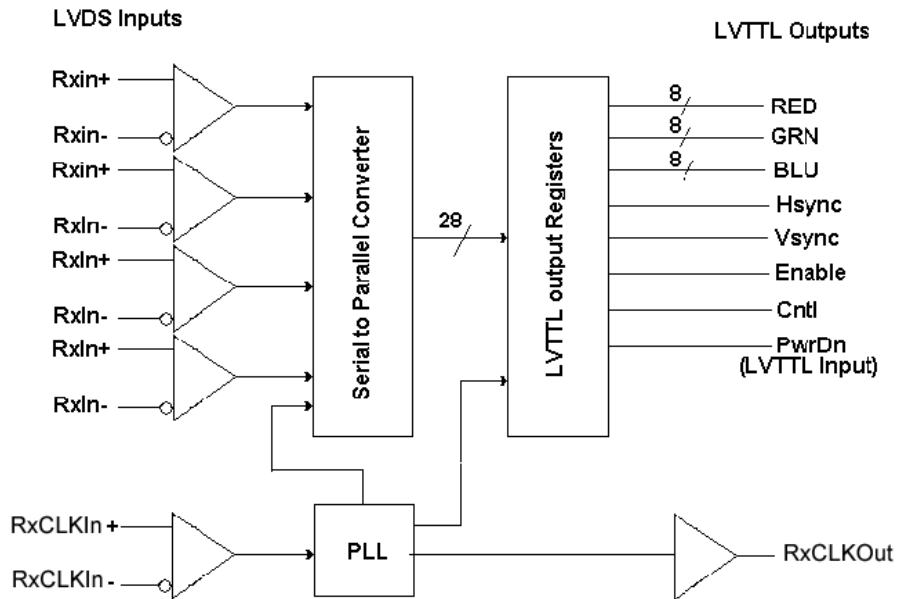 LVDS Inputs
LVTTL Outputs
Rxin+
Rxin-
Rxin+
RxIn-
RxIn+
RxIn-
RxIn+
RxIn-
Serial to Parallel Converter
28
LVTTL output Registers
8
RED
8
GRN
8
BLU
Hsync
Vsync
Enable
Cntl
PwrDn
(LVTTL Input)
RxCLKIn +
RxCLKIn -
PLL
RxCLKOut